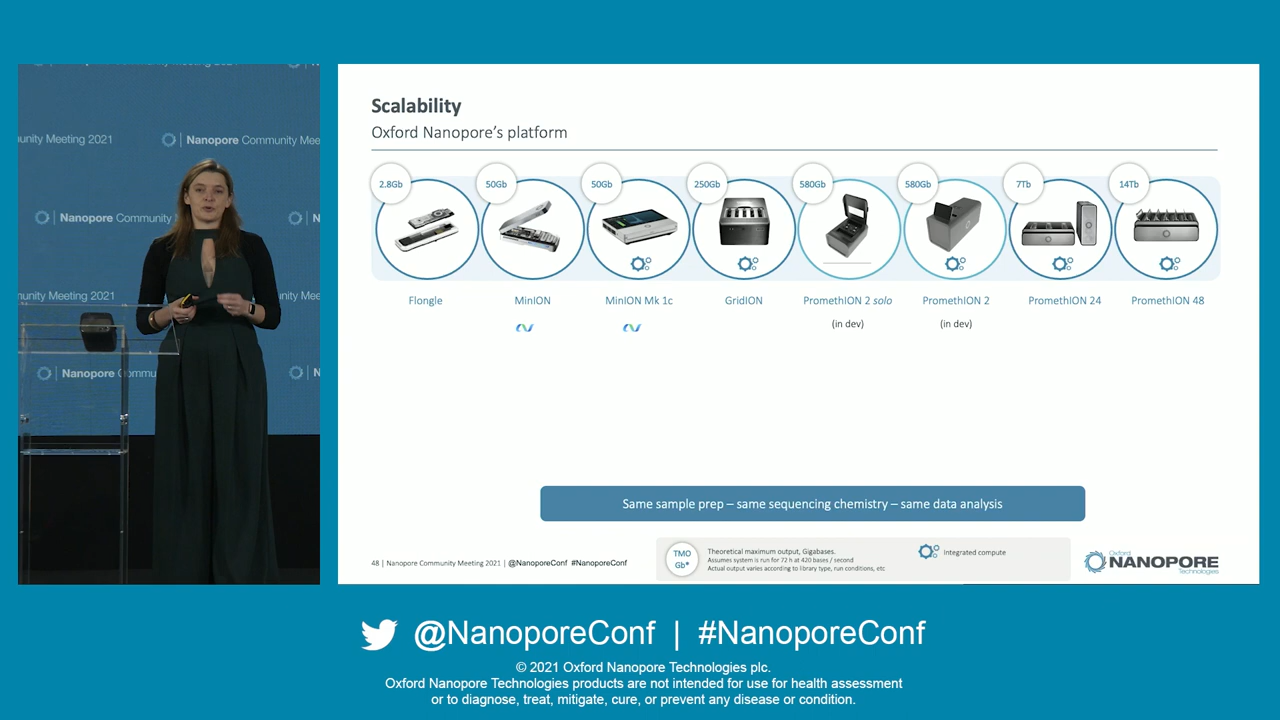 unity Meeting 2021
Nanopore Community Mee
Nanopore Community
N
unity Meeting 2021
Nanopore Commu
N
Scalability
Oxford Nanopore's platform
2.8Gb
50Gb
50Gb
250Gb
580Gb
580Gb
7Tb
14Tb
Flongle
MinION
MinION Mk 1c
GridION
PromethION 2 solo
PromethION 2
PromethION 24
PromethION 48
(in dev)
(in dev)
Same sample prep – same sequencing chemistry – same data analysis
TMO
Gb*
Theoretical maximum output, Gigabases.
Assumes system is run for 72 h at 420 bases / second
Actual output varies according to library type, run conditions, etc
Integrated compute
48 | Nanopore Community Meeting 2021 | @NanoporeConf #NanoporeConf
Oxford
NANOPORE
Technologies
@NanoporeConf | #NanoporeConf
© 2021 Oxford Nanopore Technologies plc.
Oxford Nanopore Technologies products are not intended for use for health assessment
or to diagnose, treat, mitigate, cure, or prevent any disease or condition.